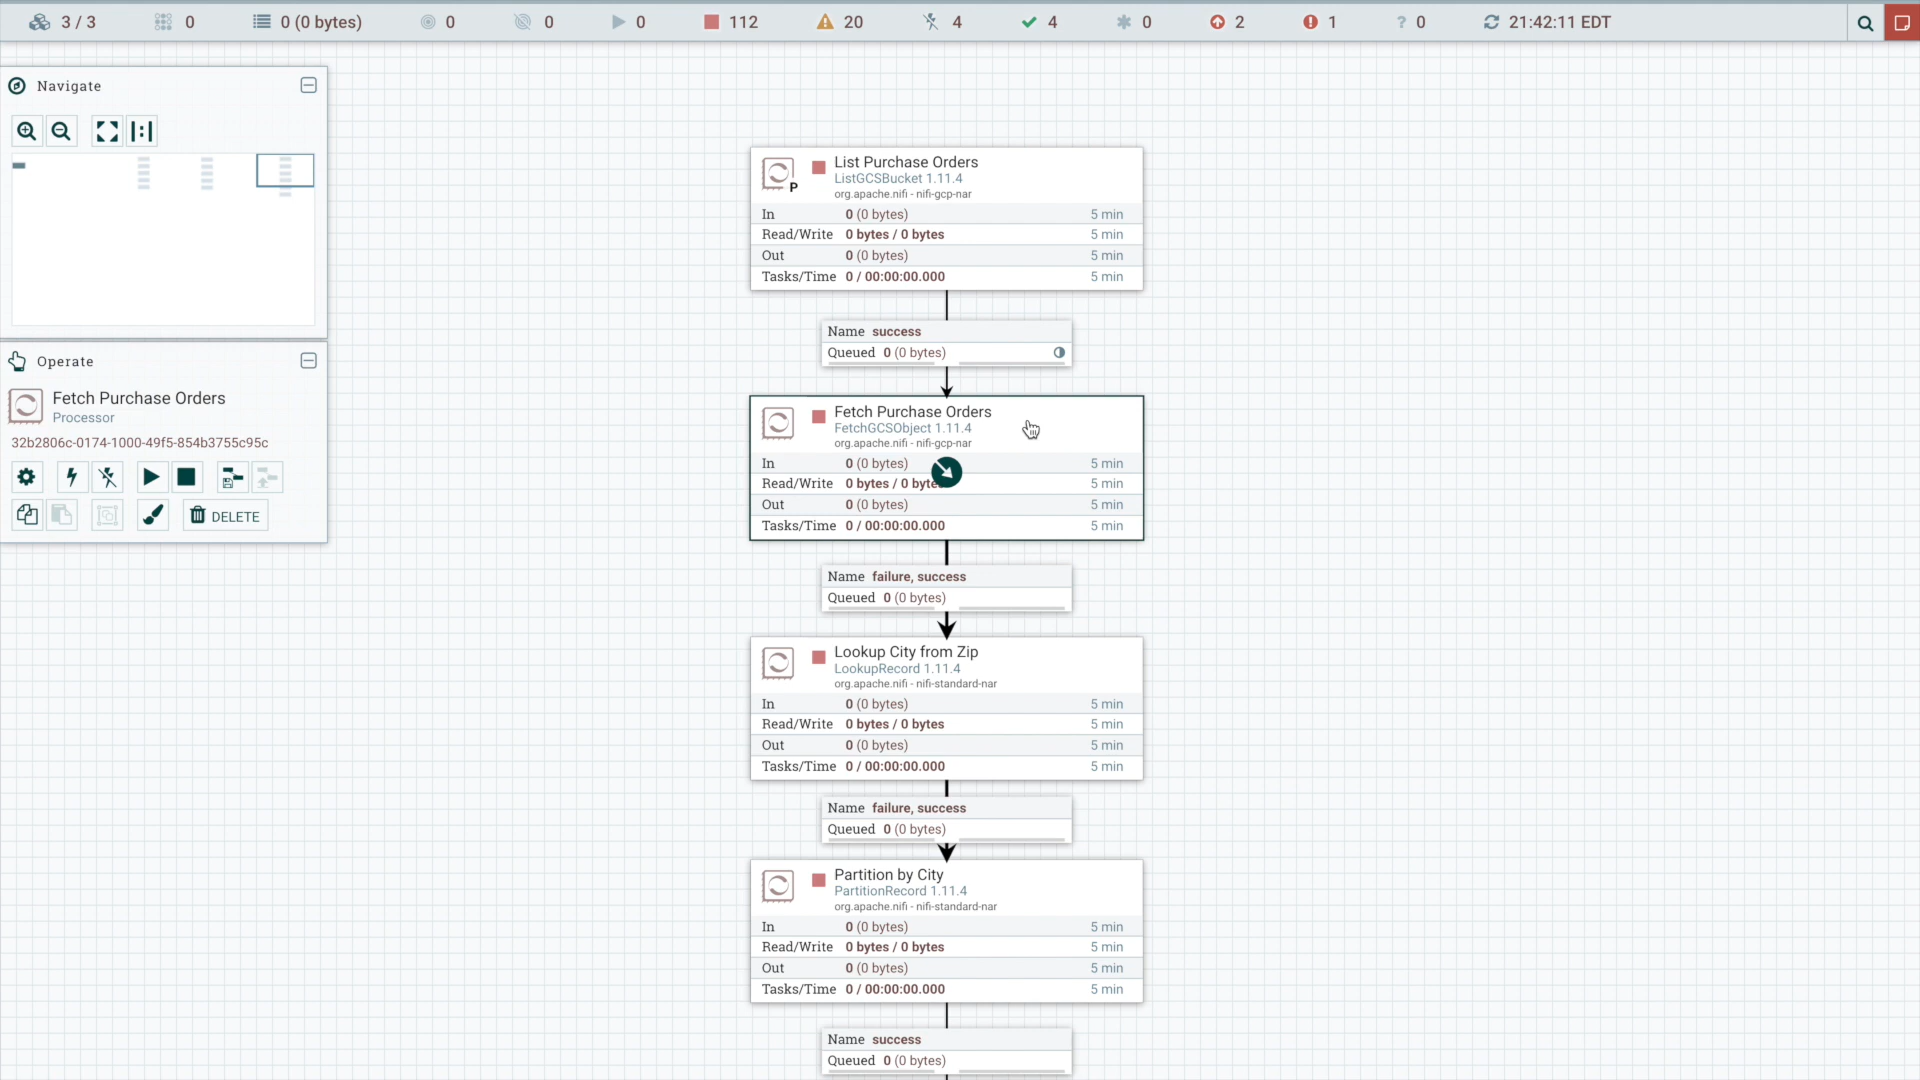 3 / 3 0 0 (0 bytes) 0 0 0 112 20 4 4 0 2 1 ? 0 21:42:11 EDT
Navigate
Operate
Fetch Purchase Orders
Processor
32b2806c-0174-1000-49f5-854b3755c95c
DELETE
P
List Purchase Orders
ListGCSBucket 1.11.4
org.apache.nifi - nifi-gcp-nar
In 0 (0 bytes) 5 min
Read/Write 0 bytes / 0 bytes 5 min
Out 0 (0 bytes) 5 min
Tasks/Time 0 / 00:00:00.000 5 min
Name success
Queued 0 (0 bytes)
Fetch Purchase Orders
FetchGCSObject 1.11.4
org.apache.nifi - nifi-gcp-nar
In 0 (0 bytes) 5 min
Read/Write 0 bytes / 0 byte 5 min
Out 0 (0 bytes) 5 min
Tasks/Time 0 / 00:00:00.000 5 min
Name failure, success
Queued 0 (0 bytes)
Lookup City from Zip
LookupRecord 1.11.4
org.apache.nifi - nifi-standard-nar
In 0 (0 bytes) 5 min
Read/Write 0 bytes / 0 bytes 5 min
Out 0 (0 bytes) 5 min
Tasks/Time 0 / 00:00:00.000 5 min
Name failure, success
Queued 0 (0 bytes)
Partition by City
PartitionRecord 1.11.4
org.apache.nifi - nifi-standard-nar
In 0 (0 bytes) 5 min
Read/Write 0 bytes / 0 bytes 5 min
Out 0 (0 bytes) 5 min
Tasks/Time 0 / 00:00:00.000 5 min
Name success
Queued 0 (0 bytes)